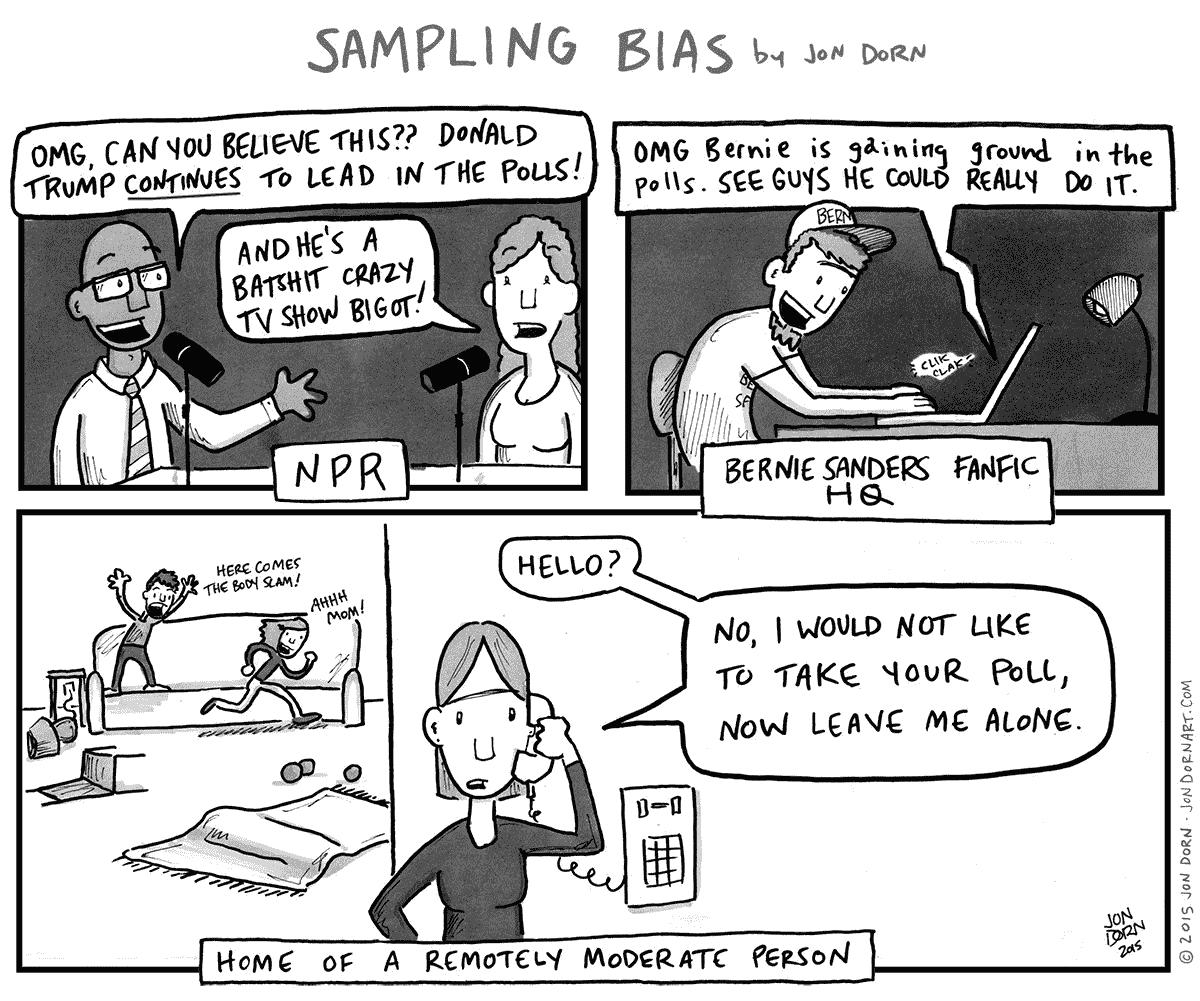 SAMPLING BIAS by JON DORN
OMG, CAN YOU BELIEVE THIS?? DONALD
TRUMP CONTINUES TO LEAD IN THE POLLS!
AND HE'S A
BATSHIT CRAZY
TV SHOW BIGOT!
NPR
OMG Bernie is gaining ground in the
polls. SEE GUYS HE COULD REALLY DO IT.
BERN
CLIK
CLAK
BE
SA
BERNIE SANDERS FANFIC
HQ
HERE COMES
THE BODY SLAM!
AHHH
MOM!
HELLO?
NO, I WOULD NOT LIKE
TO TAKE YOUR POLL,
NOW LEAVE ME ALONE.
HOME OF A REMOTELY MODERATE PERSON
JON
DORN
2015
© 2015 JON DORN · JONDORNART.COM